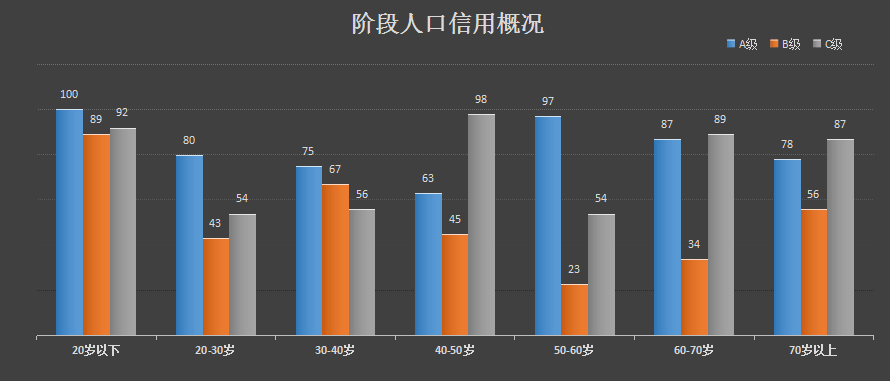 阶段人口信用概况
A级 B级 C级
100 89 92 80 43 54 75 67 56 63 45 98 97 23 54 87 34 89 78 56 87
20岁以下 20-30岁 30-40岁 40-50岁 50-60岁 60-70岁 70岁以上